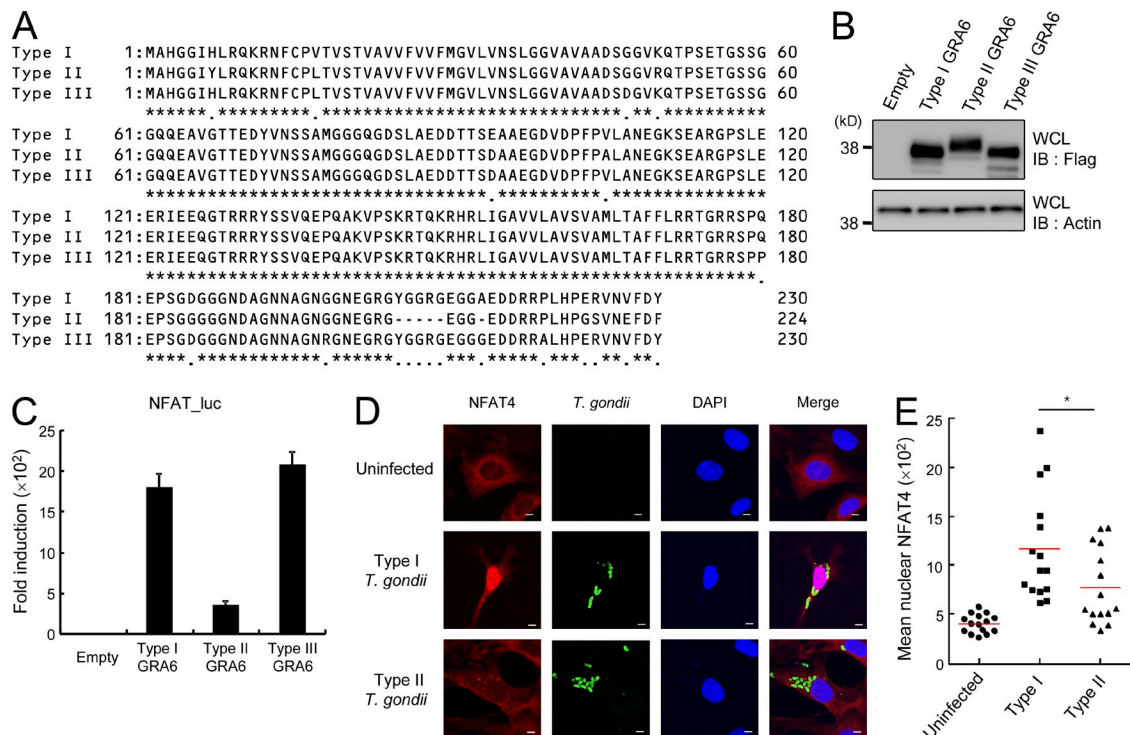 A
Type I 1:MAHGGIHLRQKRNFCPVTVSTVAVVFVVFMGVLVNSLGGVAVAADSGGVKQTPSETGSSG 60
Type II 1:MAHGGIYLRQKRNFCPLTVSTVAVVFVVFMGVLVNSLGGVAVAADSGGVRQTPSETGSSG 60
Type III 1:MAHGGIHLRQKRNFCPLTVSTVAVVFVVFMGVLVNSLGGVAVAADSDGVKQTPSETGSSG 60
Type I 61:GQQEAVGTTEDYVNSSAMGGGQGDSLAEDDTTSEAAEGDVDPFPVLANEGKSEARGPSLE 120
Type II 61:GQQEAVGTTEDYVNSSAMGGGQGDSLAEDDTTSDAAEGDVDPFPALANEGKSEARGPSLE 120
Type III 61:GQQEAVGTTEDYVNSSAMGGGQGDSLAEDDTTSEAAEGDVDPFPVLANEGKSEARGPSLE 120
Type I 121:ERIEEQGTRRRYSSVQEPQAKVPSKRTQKRHRLIGAVVLAVSVAMLTAFFLRRTGRRSPQ 180
Type II 121:ERIEEQGTRRRYSSVQEPQAKVPSKRTQKRHRLIGAVVLAVSVAMLTAFFLRRTGRRSPQ 180
Type III 121:ERIEEQGTRRRYSSVQEPQAKVPSKRTQKRHRLIGAVVLAVSVAMLTAFFLRRTGRRSPP 180
Type I 181:EPSGDGGGNDAGNNAGNGGNEGRGYGGRGEGGAEDDRRPLHPERVNVFDY 230
Type II 181:EPSGGGGGNDAGNNAGNGGNEGRG-----EGG-EDDRRPLHPGSVNEFDF 224
Type III 181:EPSGDGGGNDAGNNAGNRGNEGRGYGGRGEGGGEDDRRALHPERVNVFDY 230
B
Empty
Type I GRA6
Type II GRA6
Type III GRA6
(kD)
38
WCL
IB : Flag
38
WCL
IB : Actin
C
NFAT_luc
Fold induction (×10²)
25
20
15
10
5
0
Empty
Type I
GRA6
Type II
GRA6
Type III
GRA6
D
NFAT4 T. gondii DAPI Merge
Uninfected
Type I
T. gondii
Type II
T. gondii
E
Mean nuclear NFAT4 (×10²)
25
20
15
10
5
0
*
Uninfected
Type I
Type II